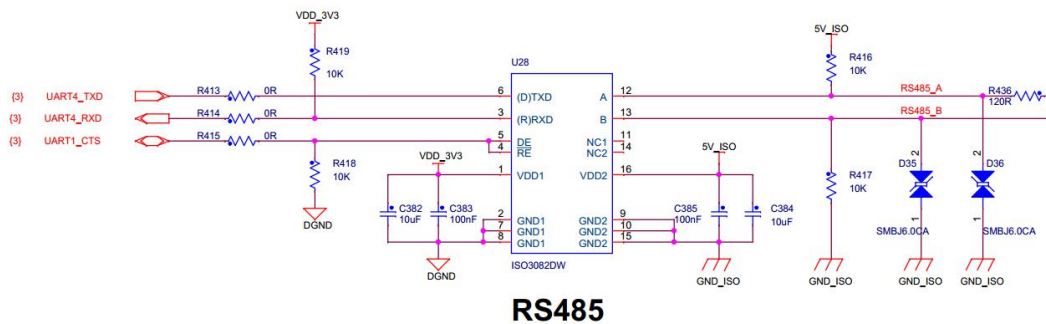 VDD_3V3
5V_ISO
R419
10K
U28
R416
10K
{3} UART4_TXD R413 0R 6 (D)TXD A 12 RS485_A R436
120R
{3} UART4_RXD R414 0R 3 (R)RXD B 13 RS485_B
{3} UART1_CTS R415 0R 5 DE NC1 11
4 RE NC2 14
VDD_3V3
5V_ISO
R418
10K
1 VDD1 VDD2 16
R417
10K
D35
2
1
SMBJ6.0CA
D36
2
1
SMBJ6.0CA
DGND
C382
10uF
C383
100nF
2 GND1 GND2 9
7 GND1 GND2 10
8 GND1 GND2 15
C385
100nF
C384
10uF
DGND
ISO3082DW
GND_ISO
GND_ISO
GND_ISO
GND_ISO
RS485